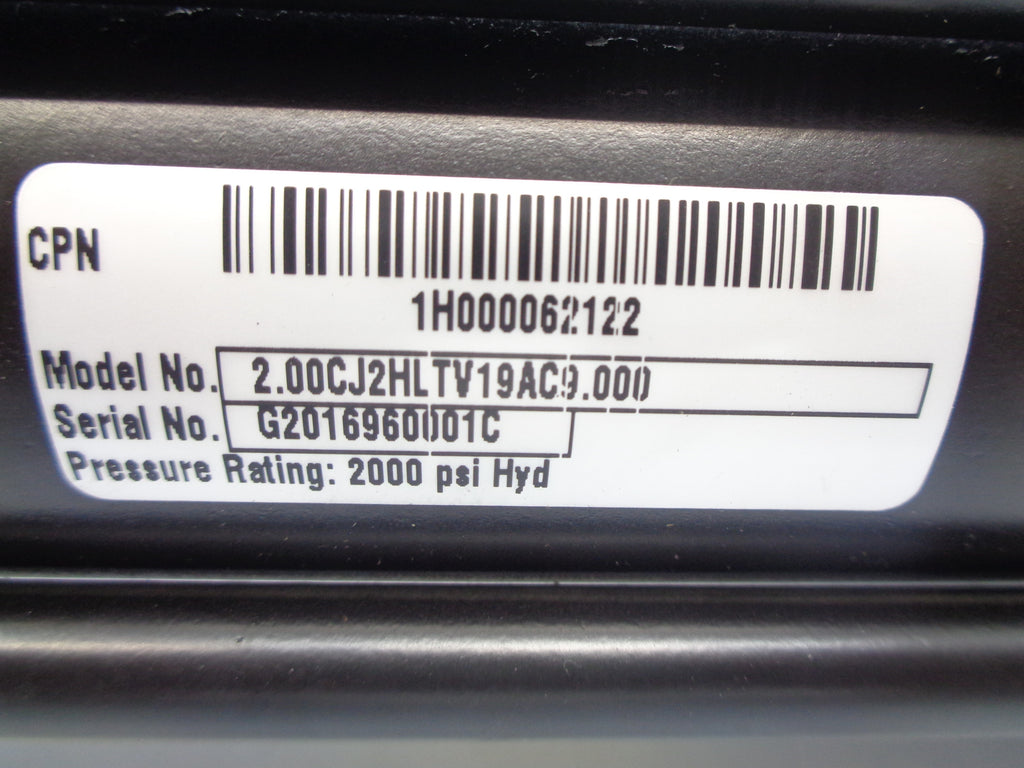 CPN
1H000062122
Model No. 2.00CJ2HLTV19AC9.000
Serial No. G2016960001C
Pressure Rating: 2000 psi Hyd